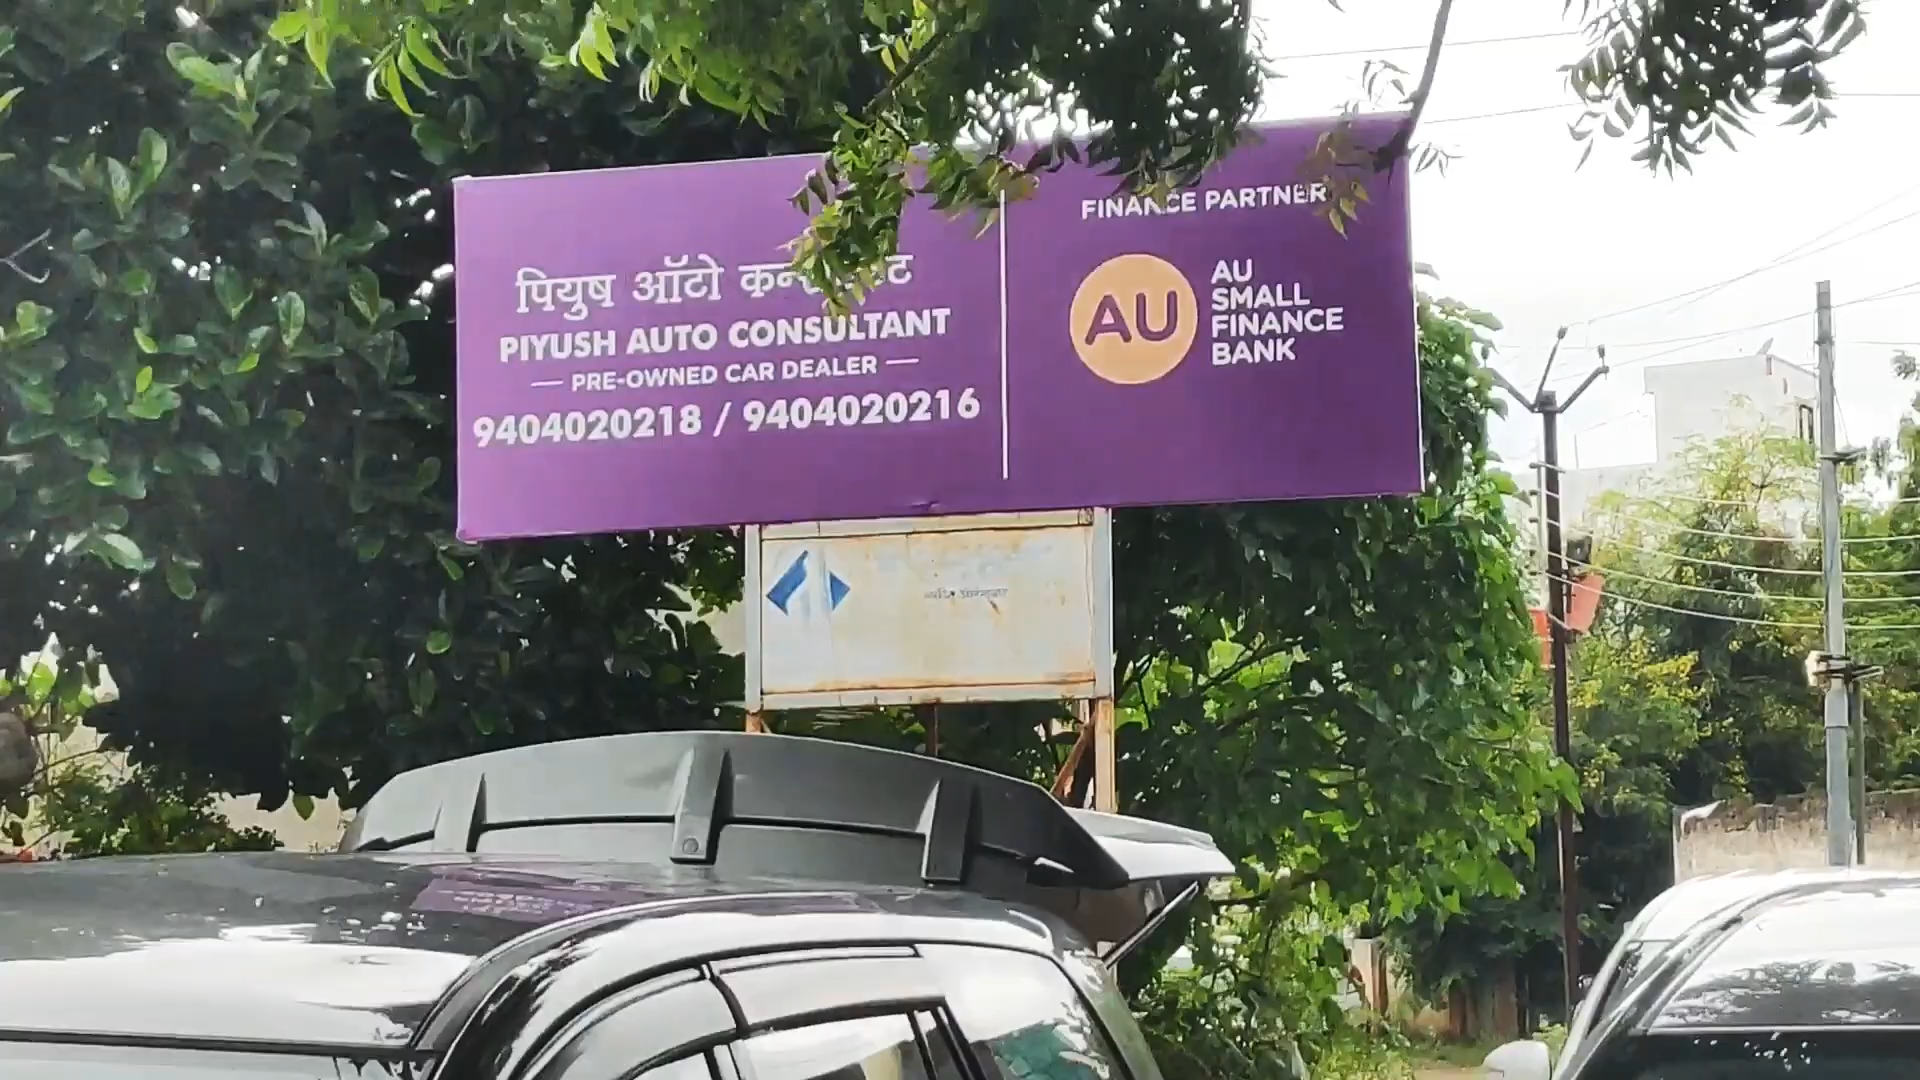 पियुष ऑटो
PIYUSH AUTO CONSULTANT
PRE-OWNED CAR DEALER
9404020218 / 9404020216
FINANCE PARTNER
AU
AU
SMALL
FINANCE
BANK